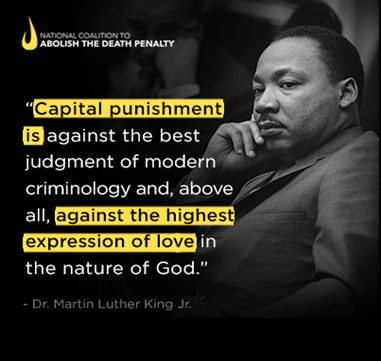 NATIONAL COALITION TO
ABOLISH THE DEATH PENALTY
“Capital punishment
is against the best
judgment of modern
criminology and, above
all, against the highest
expression of love in
the nature of God.”
- Dr. Martin Luther King Jr.